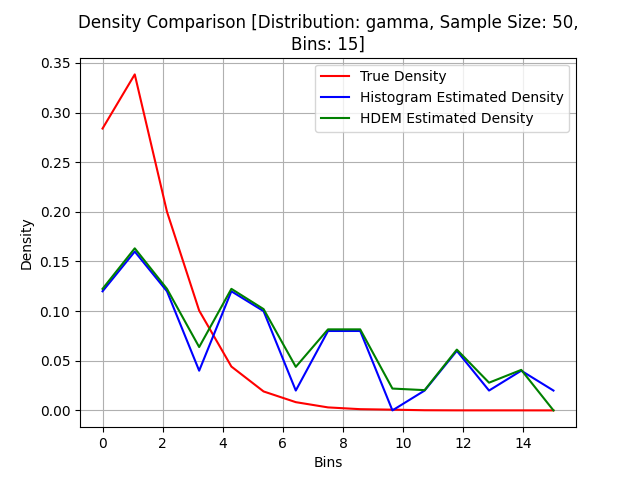 Density Comparison [Distribution: gamma, Sample Size: 50,
Bins: 15]
True Density
Histogram Estimated Density
HDEM Estimated Density
Density
0.35
0.30
0.25
0.20
0.15
0.10
0.05
0.00
0 2 4 6 8 10 12 14
Bins